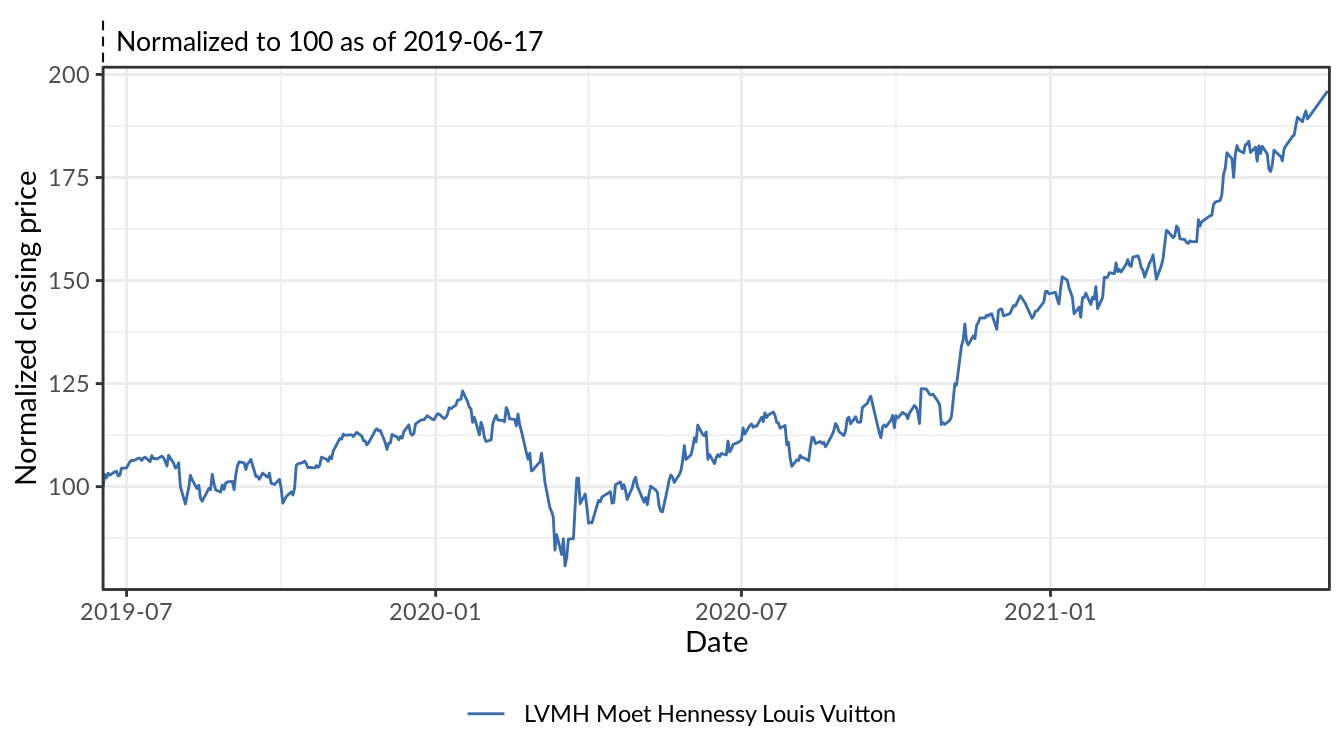 Normalized to 100 as of 2019-06-17
Normalized closing price
200
175
150
125
100
2019-07
2020-01
2020-07
2021-01
Date
LVMH Moet Hennessy Louis Vuitton